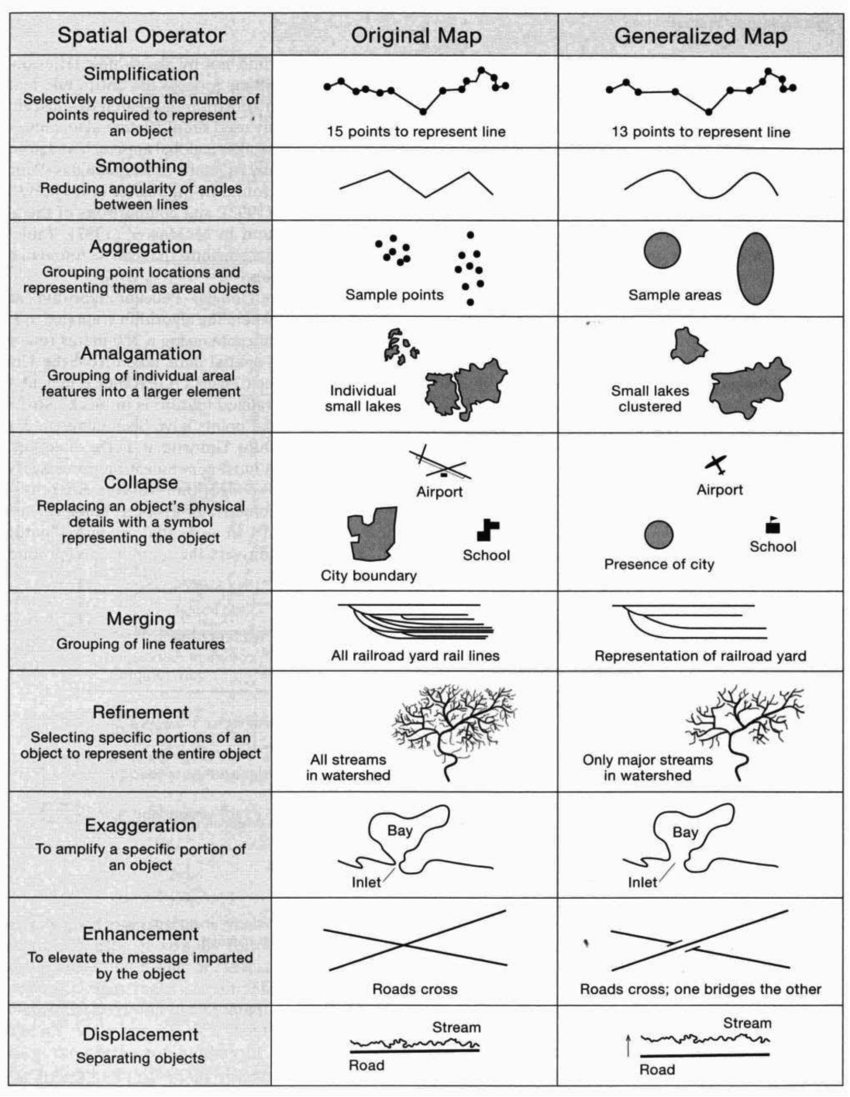 Spatial Operator
Original Map
Generalized Map
Simplification
Selectively reducing the number of
points required to represent
an object
15 points to represent line
13 points to represent line
Smoothing
Reducing angularity of angles
between lines
Aggregation
Grouping point locations and
representing them as areal objects
Sample points
Sample areas
Amalgamation
Grouping of individual areal
features into a larger element
Individual
small lakes
Small lakes
clustered
Collapse
Replacing an object's physical
details with a symbol
representing the object
Airport
School
City boundary
Airport
School
Presence of city
Merging
Grouping of line features
All railroad yard rail lines
Representation of railroad yard
Refinement
Selecting specific portions of an
object to represent the entire object
All streams
in watershed
Only major streams
in watershed
Exaggeration
To amplify a specific portion of
an object
Bay
Inlet
Bay
Inlet
Enhancement
To elevate the message imparted
by the object
Roads cross
Roads cross; one bridges the other
Displacement
Separating objects
Stream
Road
Stream
Road